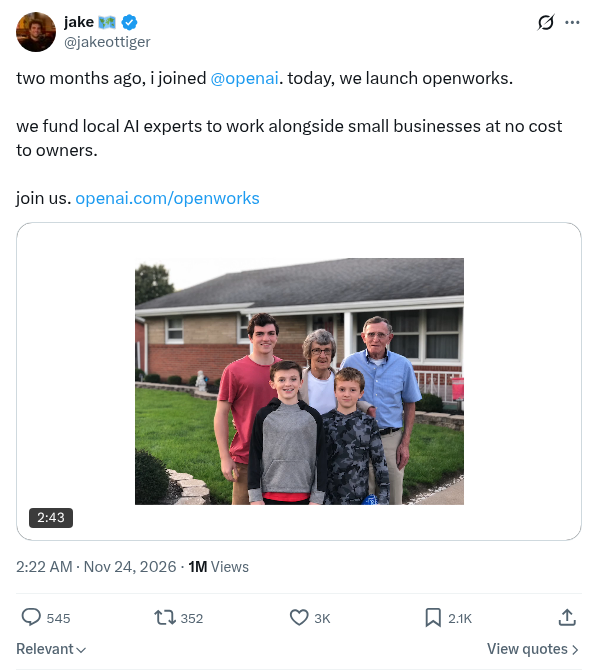 jake 🗺️
@jakeottiger
two months ago, i joined @openai. today, we launch openworks.
we fund local AI experts to work alongside small businesses at no cost
to owners.
join us. openai.com/openworks
2:43
2:22 AM · Nov 24, 2026 · 1M Views
545
352
3K
2.1K
Relevant
View quotes